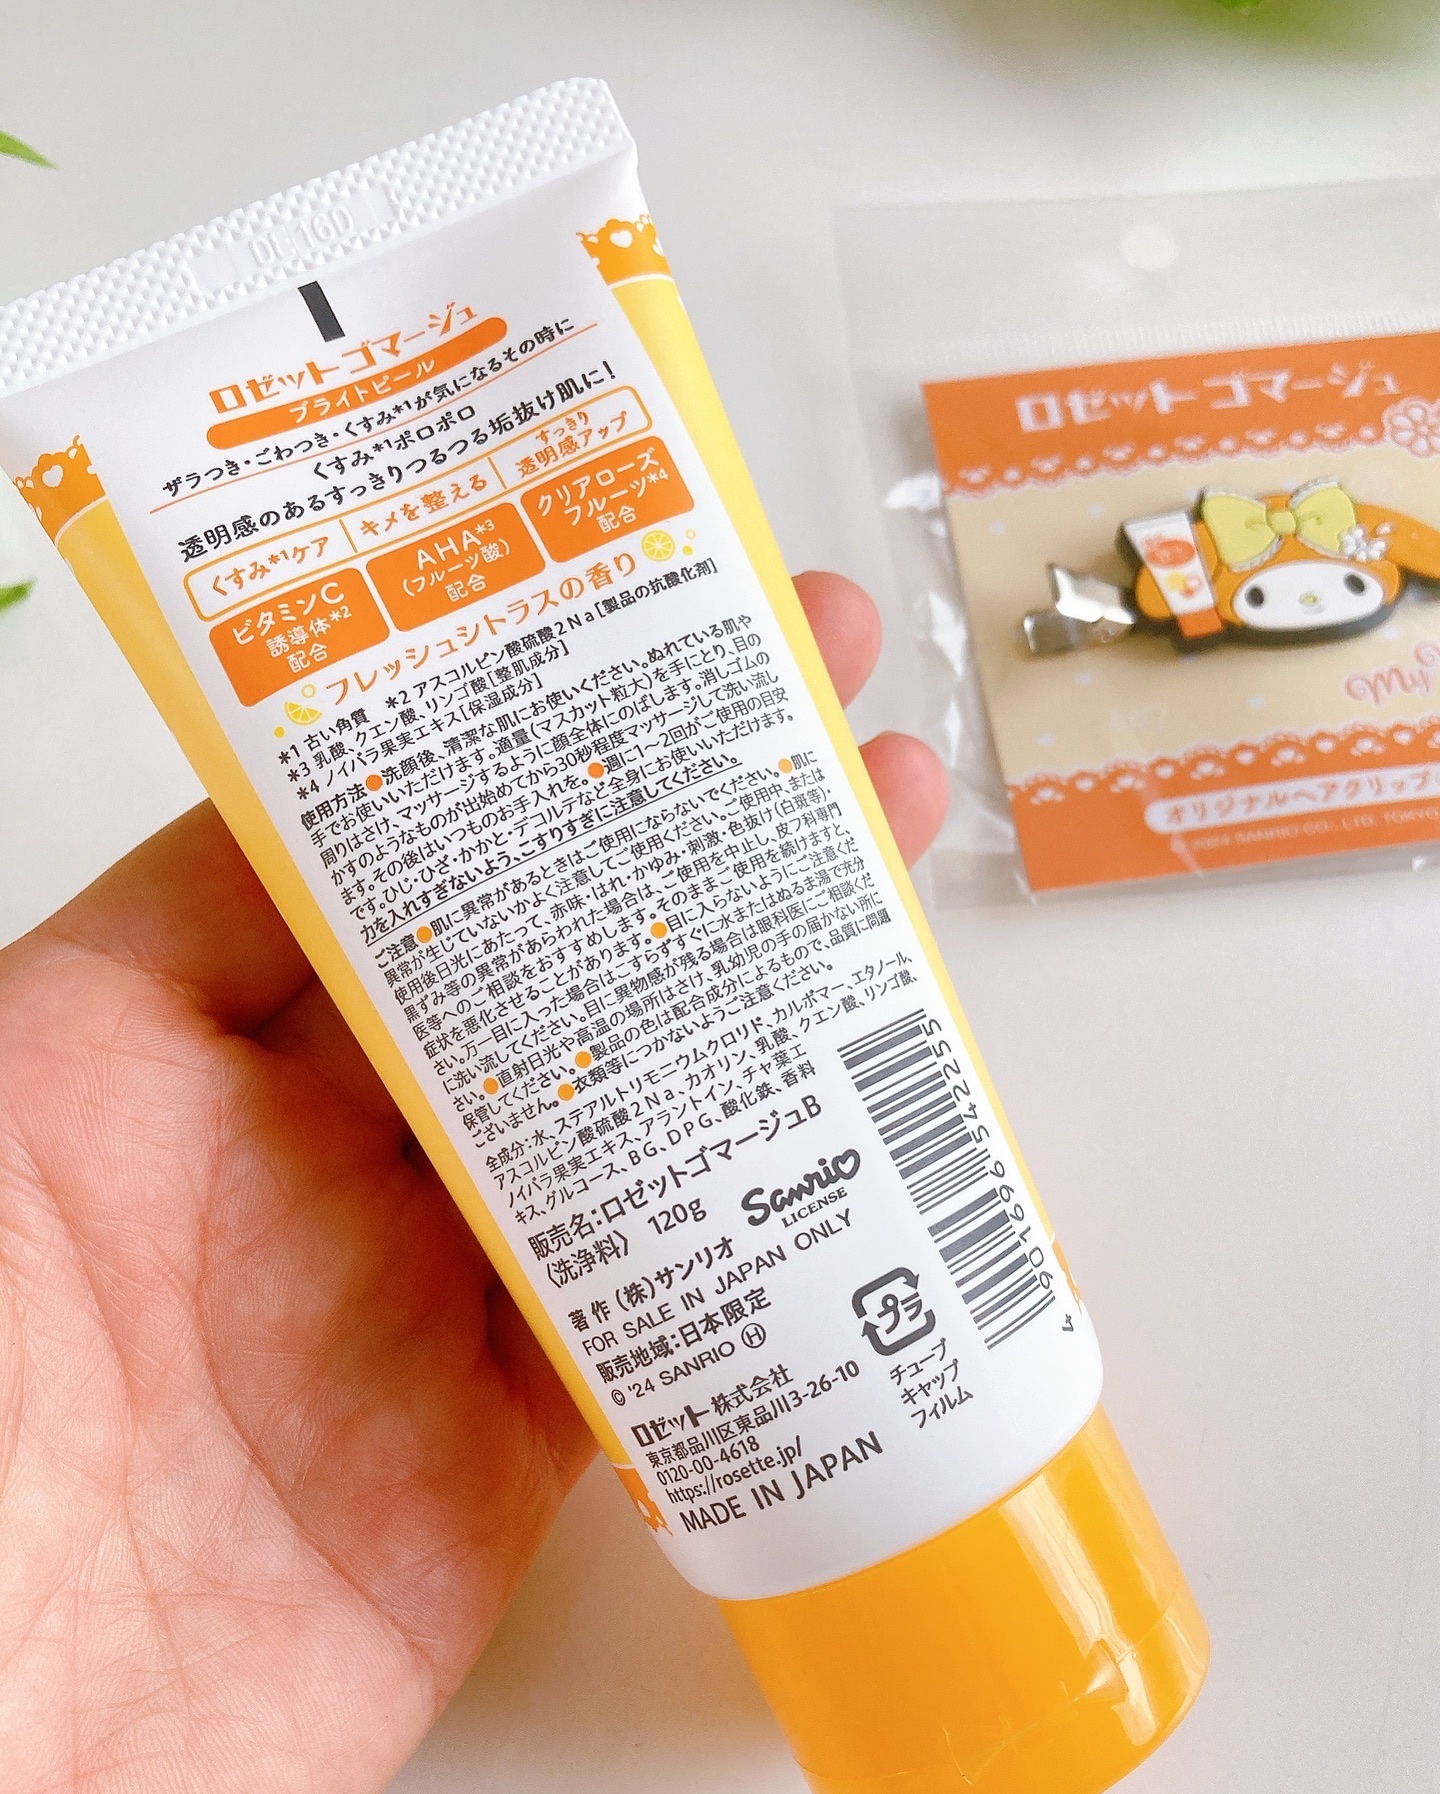 DL16D
ロゼット ゴマージュ
ブライトピール
ザラつき・ごわつき・くすみ*1が気になるその時に
くすみ*1ポロポロ
透明感のあるすっきりつるつる垢抜け肌に!
くすみ*1ケア
キメを整える
すっきり
透明感アップ
ビタミンC
誘導体*2
配合
AHA*3
(フルーツ酸)
配合
クリアローズ
フルーツ*4
配合
フレッシュシトラスの香り
*1 古い角質 *2 アスコルビン酸硫酸2Na[製品の抗酸化剤]
*3 乳酸、クエン酸、リンゴ酸[整肌成分]
*4 ノイバラ果実エキス[保湿成分]
使用方法●洗顔後、清潔な肌にお使いください。ぬれている肌や
手でお使いいただけます。適量(マスカット粒大)を手にとり、目の
周りはさけ、マッサージするように顔全体にのばします。消しゴムの
かすのようなものが出始めてから30秒程度マッサージして洗い流し
ます。その後はいつものお手入れを。●週に1〜2回がご使用の目安
です。ひじ・ひざ・かかと・デコルテなど全身にお使いいただけます。
力を入れすぎないよう、こすりすぎに注意してください。
ご注意●肌に異常があるときはご使用にならないでください。●肌に
異常が生じていないかよく注意してご使用ください。ご使用中、または
使用後日光にあたって、赤味・はれ・かゆみ・刺激・色抜け(白斑等)・
黒ずみ等の異常があらわれた場合は、ご使用を中止し、皮フ科専門
医等へのご相談をおすすめします。そのままご使用を続けますと、
症状を悪化させることがあります。●目に入らないようにご注意くだ
さい。万一目に入った場合はこすらずすぐに水またはぬるま湯で充分
に洗い流してください。目に異物感が残る場合は眼科医にご相談くだ
さい。●直射日光や高温の場所はさけ、乳幼児の手の届かない所に
保管してください。●製品の色は配合成分によるもので、品質に問題
ございません。●衣類等につかないようご注意ください。
全成分:水、ステアルトリモニウムクロリド、カルボマー、エタノール、
アスコルビン酸硫酸2Na、カオリン、乳酸、クエン酸、リンゴ酸、
ノイバラ果実エキス、アラントイン、チャ葉エ
キス、グルコース、BG、DPG、酸化鉄、香料
販売名:ロゼットゴマージュB
〈洗浄料〉 120g
Sanrio
LICENSE
著作 (株)サンリオ
FOR SALE IN JAPAN ONLY
販売地域:日本限定
© '24 SANRIO Ⓗ
ロゼット株式会社
東京都品川区東品川3-26-10
0120-00-4618
https://rosette.jp/
MADE IN JAPAN
プラ
チューブ
キャップ
フィルム
ロゼット ゴマージュ
My
オリジナルヘアクリップ
© 2024 SANRIO CO., LTD. TOKYO